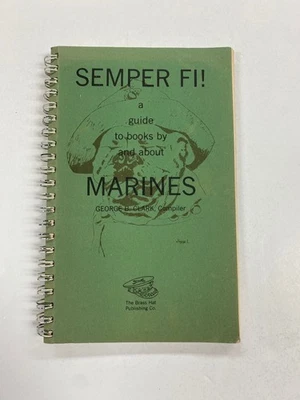 SEMPER FI!
a
guide
to books by
and about
MARINES
GEORGE B. CLARK, Compiler
The Brass Hat
Publishing Co.